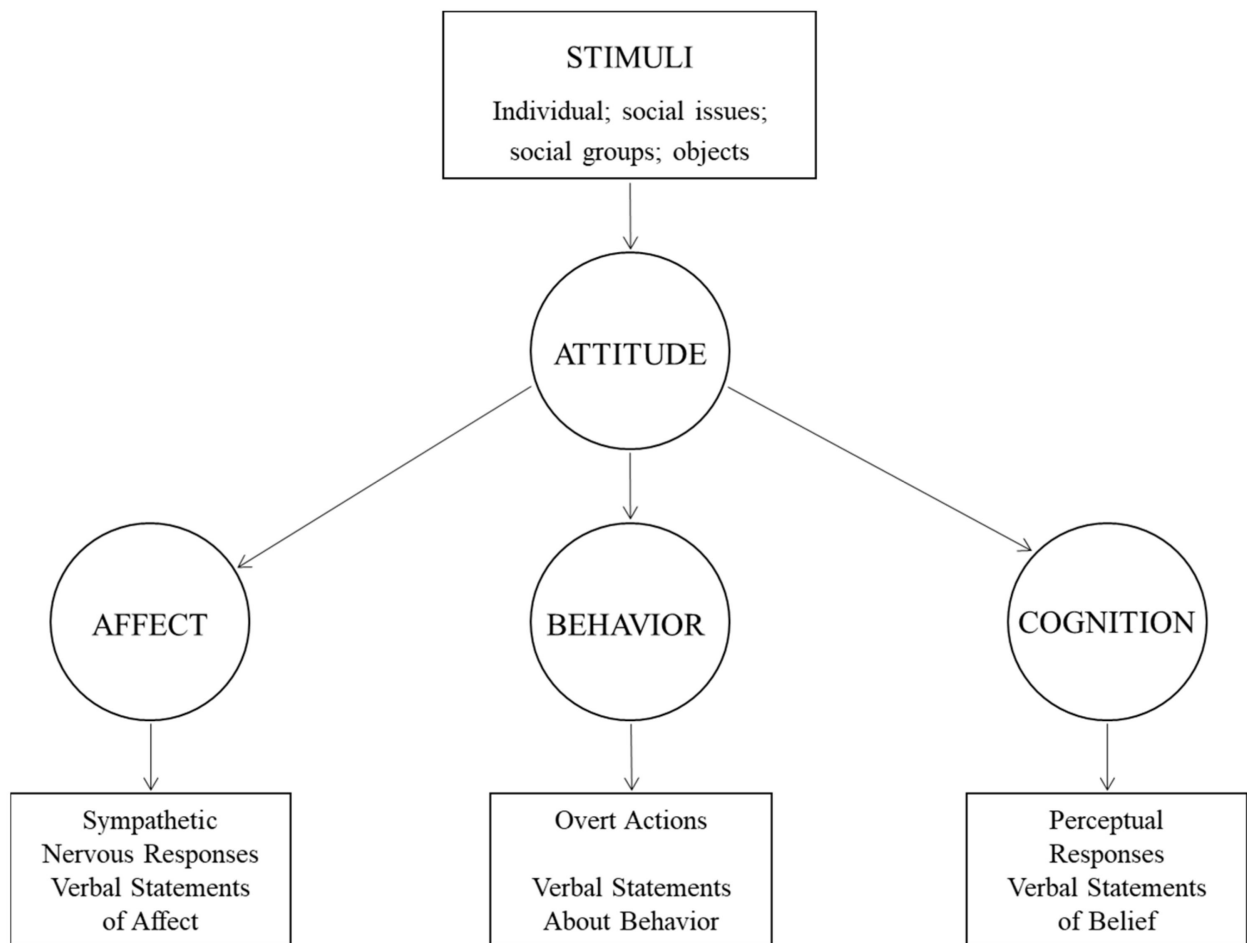 STIMULI
Individual; social issues;
social groups; objects
ATTITUDE
AFFECT
BEHAVIOR
COGNITION
Sympathetic
Nervous Responses
Verbal Statements
of Affect
Overt Actions
Verbal Statements
About Behavior
Perceptual
Responses
Verbal Statements
of Belief